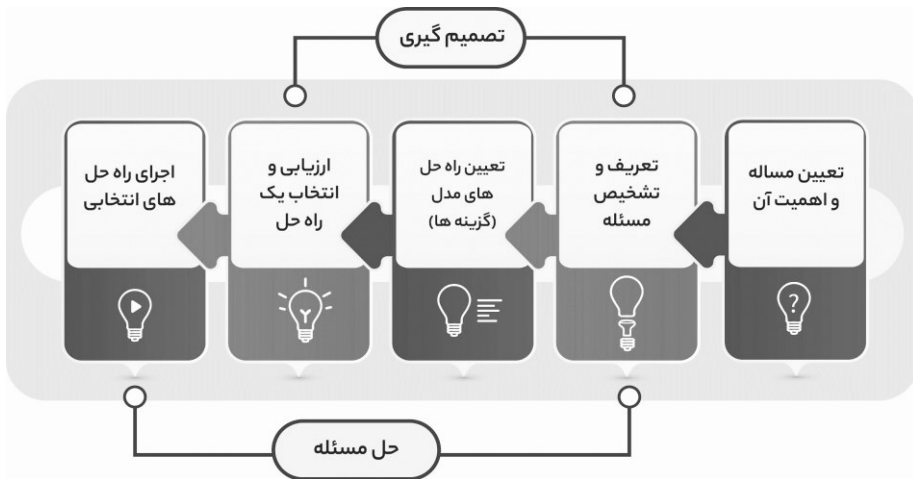 تصمیم گیری
تعیین مساله
و اهمیت آن
تعریف و
تشخیص
مسئله
تعیین راه حل
های مدل
(گزینه ها)
ارزیابی و
انتخاب یک
راه حل
اجرای راه حل
های انتخابی
?
حل مسئله